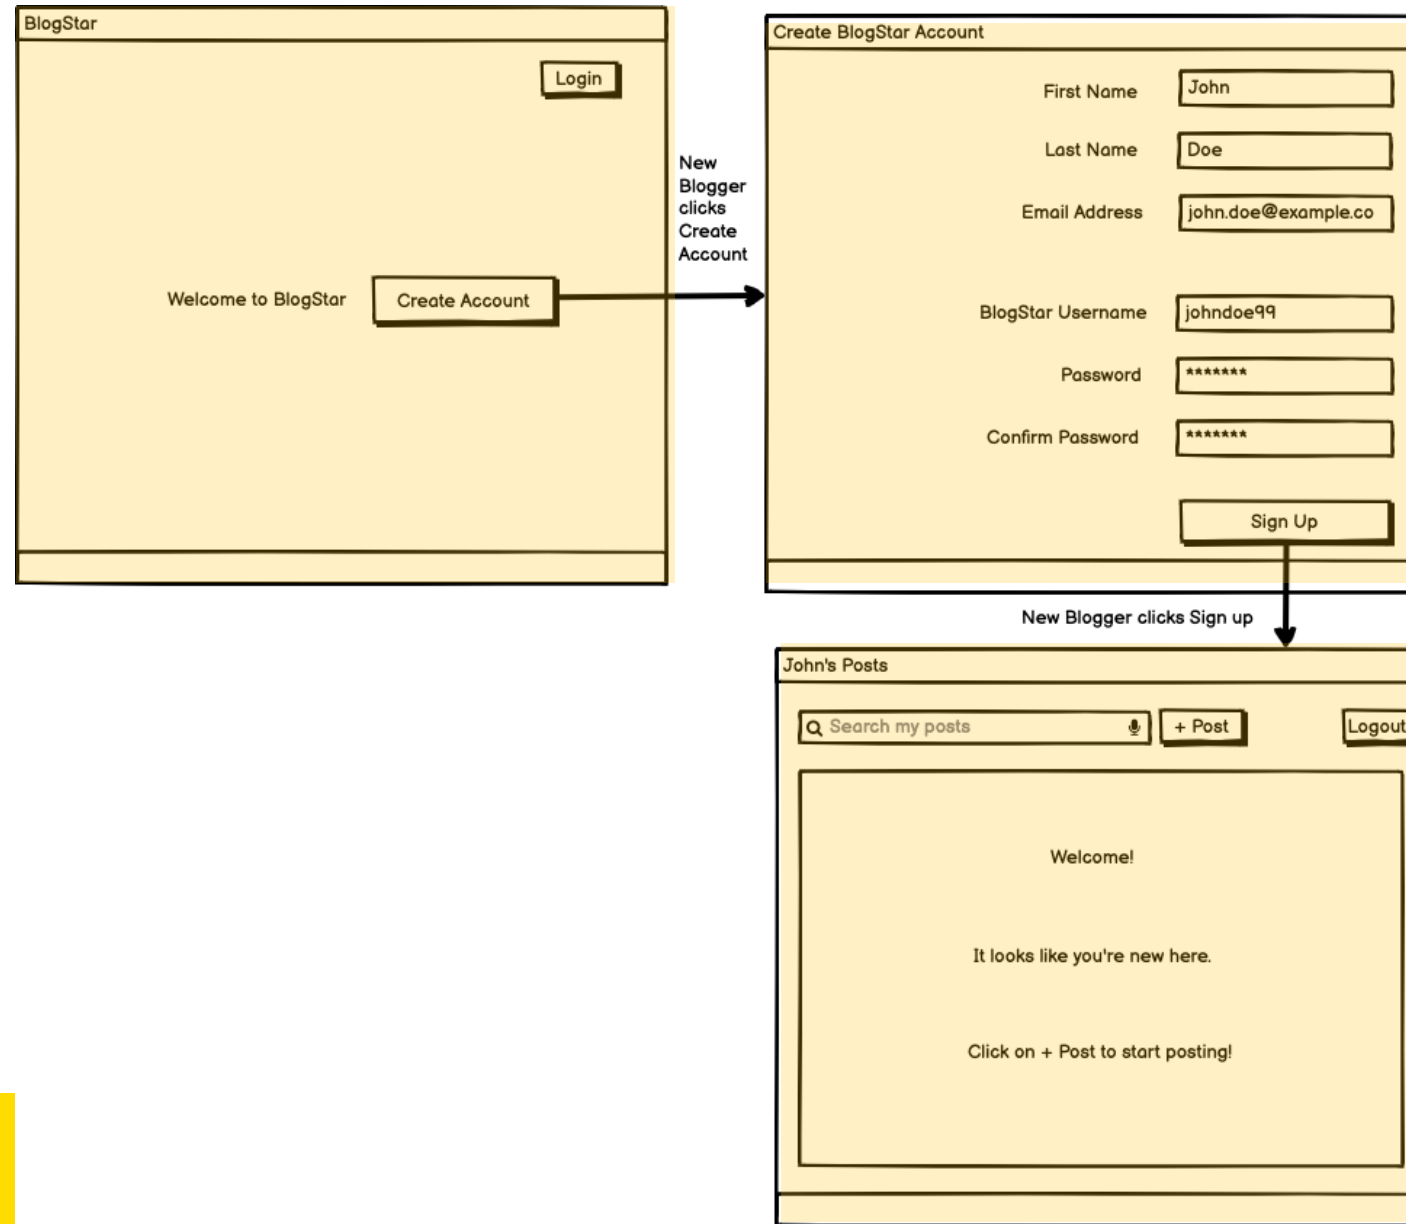 BlogStar
Login
Welcome to BlogStar
Create Account
New
Blogger
clicks
Create
Account
Create BlogStar Account
First Name
John
Last Name
Doe
Email Address
john.doe@example.co
BlogStar Username
johndoe99
Password
*******
Confirm Password
*******
Sign Up
New Blogger clicks Sign up
John's Posts
Search my posts
+ Post
Logout
Welcome!
It looks like you're new here.
Click on + Post to start posting!